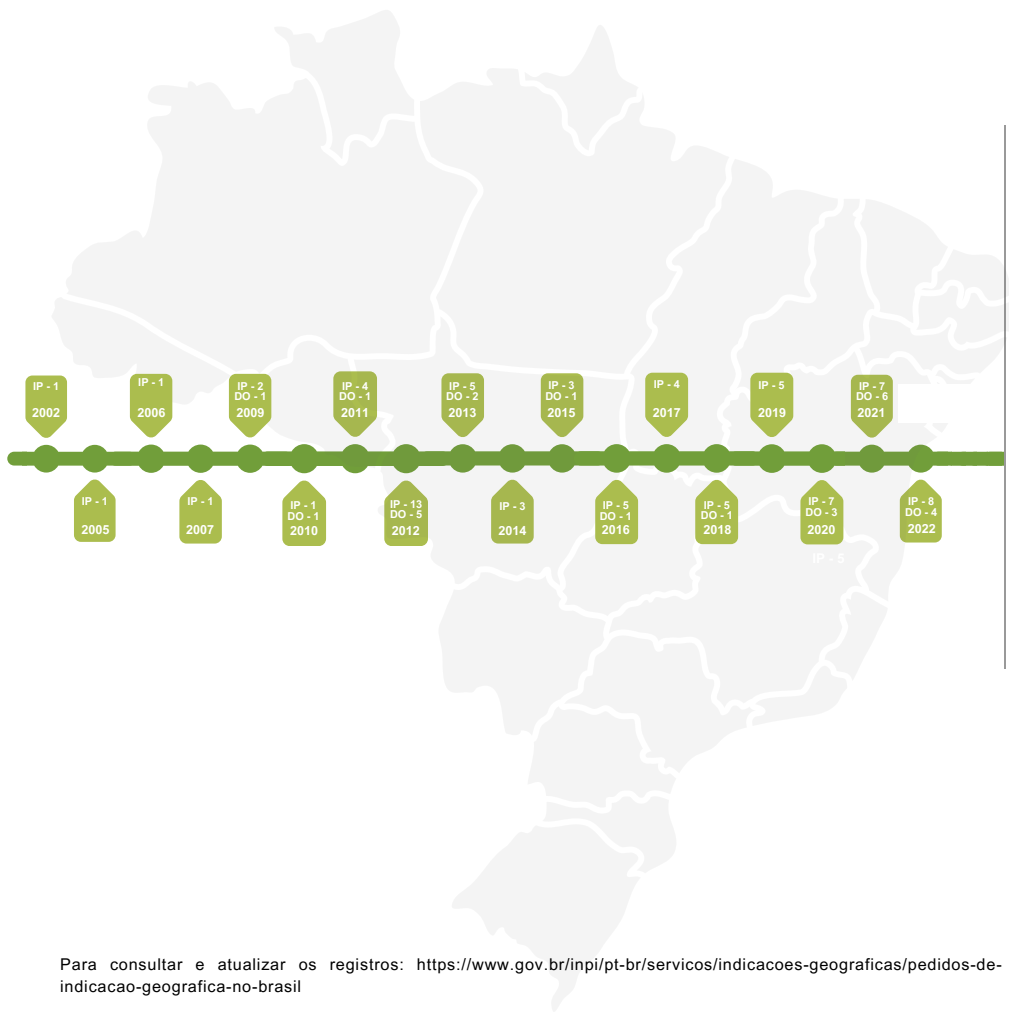 IP - 1
2002
IP - 1
2006
IP - 2
DO - 1
2009
IP - 4
DO - 1
2011
IP - 5
DO - 2
2013
IP - 3
DO - 1
2015
IP - 4
2017
IP - 5
2019
IP - 7
DO - 6
2021
IP - 1
2005
IP - 1
2007
IP - 1
DO - 1
2010
IP - 13
DO - 5
2012
IP - 3
2014
IP - 5
DO - 1
2016
IP - 5
DO - 1
2018
IP - 7
DO - 3
2020
IP - 8
DO - 4
2022
IP - 5
Para consultar e atualizar os registros: https://www.gov.br/inpi/pt-br/servicos/indicacoes-geograficas/pedidos-de-
indicacao-geografica-no-brasil